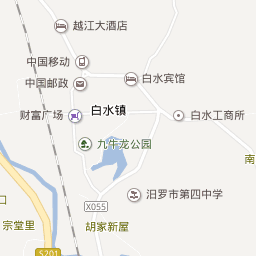 越江大酒店
中国移动
白水宾馆
中国邮政
财富广场
白水镇
白水工商所
九牛龙公园
南
汨罗市第四中学
口
X055
宗堂里
胡家新屋
S201